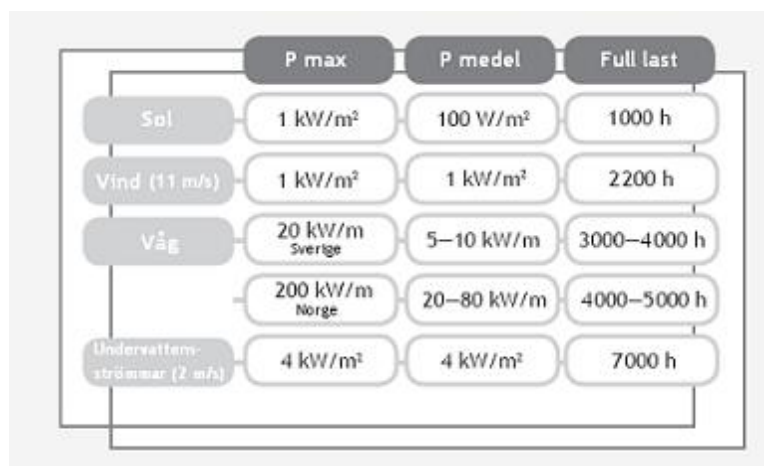 P max P medel Full last
Sol 1 kW/m² 100 W/m² 1000 h
Vind (11 m/s) 1 kW/m² 1 kW/m² 2200 h
Våg 20 kW/m 5–10 kW/m 3000–4000 h
Sverige
200 kW/m 20–80 kW/m 4000–5000 h
Norge
Undervattens-
strömmar (2 m/s) 4 kW/m² 4 kW/m² 7000 h